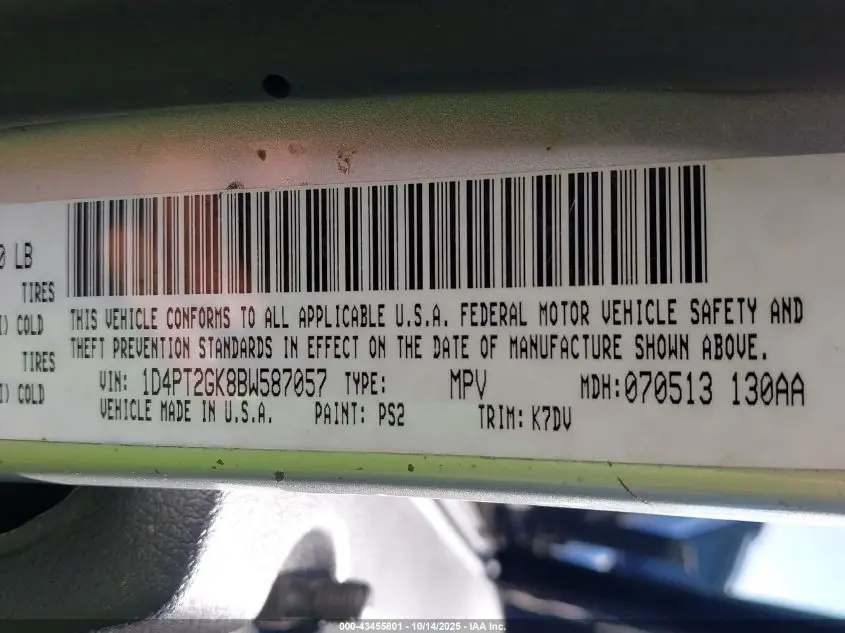 0 LB
TIRES
I) COLD
TIRES
I) COLD
THIS VEHICLE CONFORMS TO ALL APPLICABLE U.S.A. FEDERAL MOTOR VEHICLE SAFETY AND
THEFT PREVENTION STANDARDS IN EFFECT ON THE DATE OF MANUFACTURE SHOWN ABOVE.
VIN: 1D4PT2GK8BW587057 TYPE: MPV MDH:070513 130AA
VEHICLE MADE IN U.S.A. PAINT: PS2 TRIM: K7DV
000-43455801 - 10/14/2025 - IAA Inc.